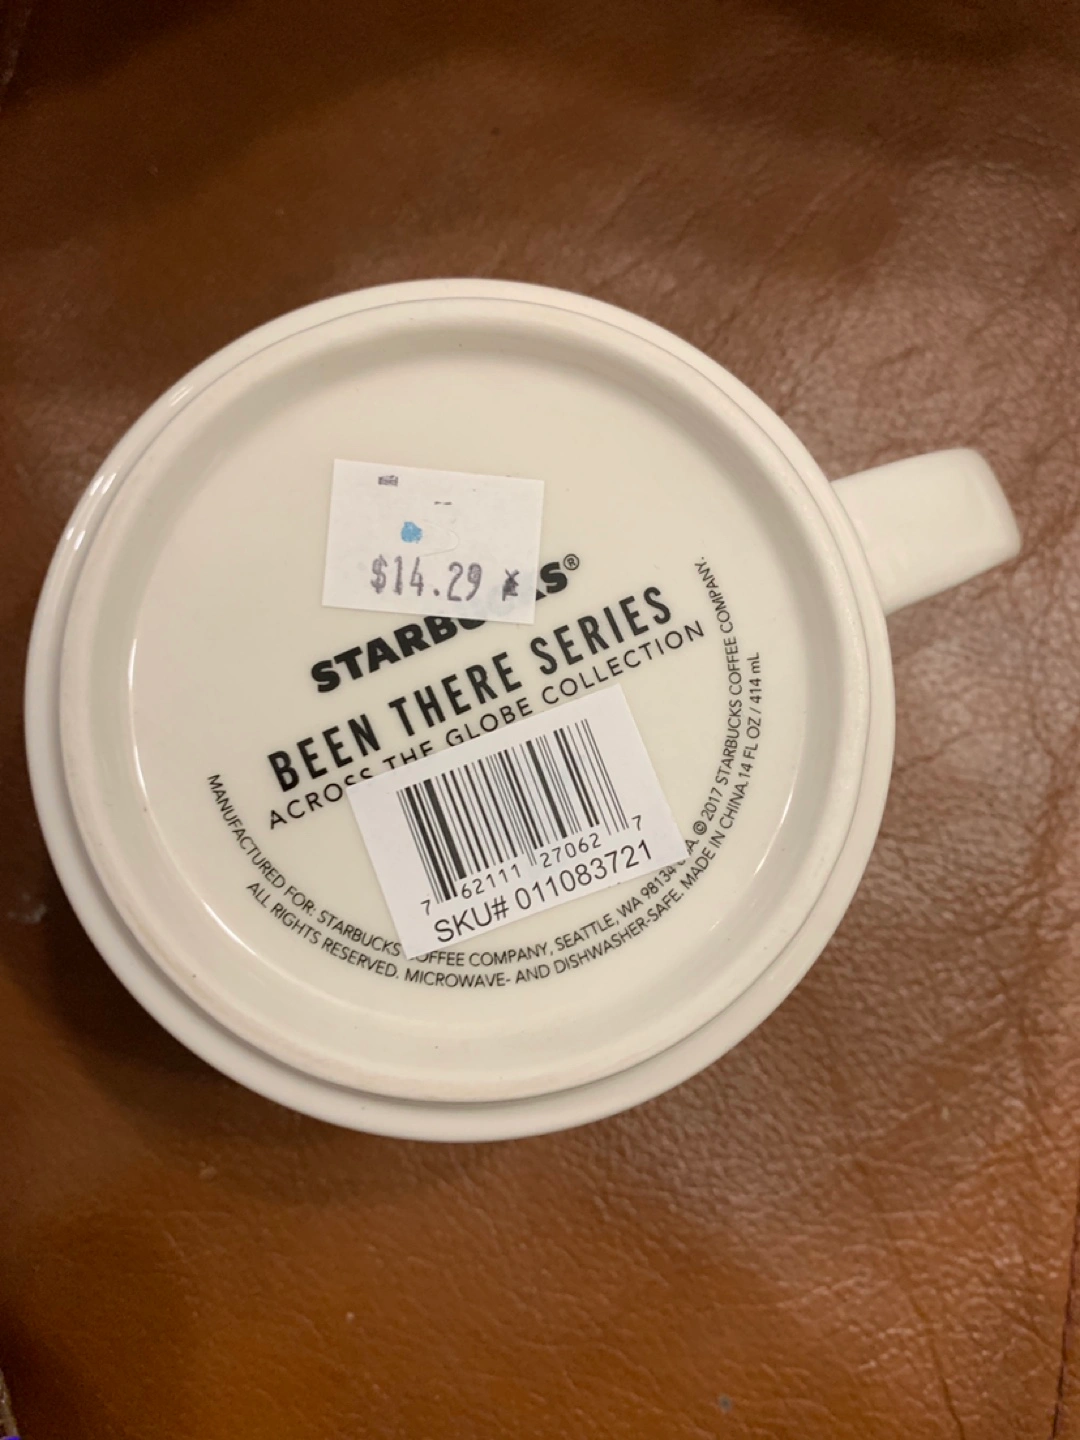 $14.29
STARBU  KS®
BEEN THERE SERIES
ACROSS THE GLOBE COLLECTION
7 62111 27062 7
SKU# 011083721
MANUFACTURED FOR: STARBUCKS COFFEE COMPANY, SEATTLE, WA 98134 © 2017 STARBUCKS COFFEE COMPANY.
ALL RIGHTS RESERVED. MICROWAVE- AND DISHWASHER-SAFE. MADE IN CHINA. 14 FL OZ / 414 mL